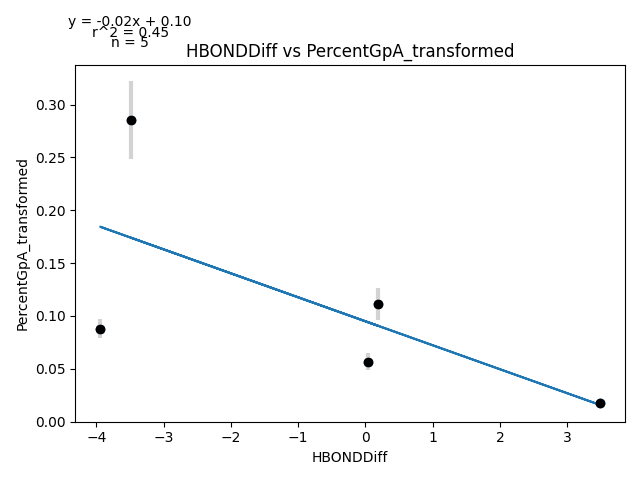 y = -0.02x + 0.10
r^2 = 0.45
n = 5
HBONDDiff vs PercentGpA_transformed
PercentGpA_transformed
0.30
0.25
0.20
0.15
0.10
0.05
0.00
−4 −3 −2 −1 0 1 2 3
HBONDDiff